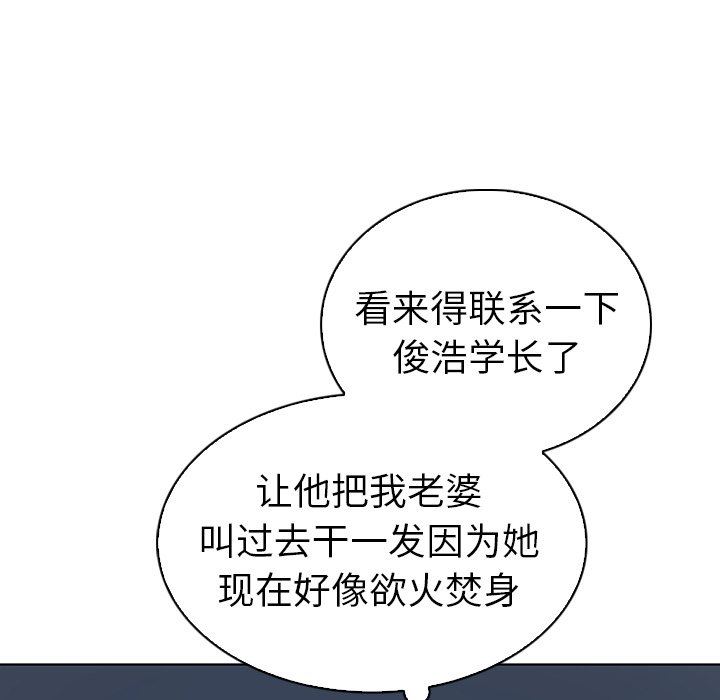 看来得联系一下
俊浩学长了
让他把我老婆
叫过去干一发因为她
现在好像欲火焚身